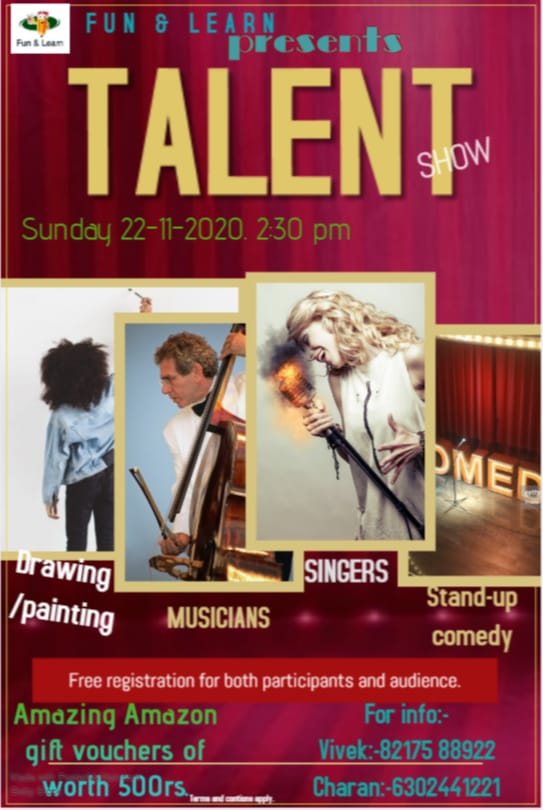 Fun & Learn
FUN & LEARN
presents
TALENT
SHOW
Sunday 22-11-2020. 2:30 pm
OMED
Drawing
/painting
MUSICIANS
SINGERS
Stand-up
comedy
Free registration for both participants and audience.
Amazing Amazon
gift vouchers of
worth 500rs.
Terms and contions apply.
For info:-
Vivek:-82175 88922
Charan:-6302441221